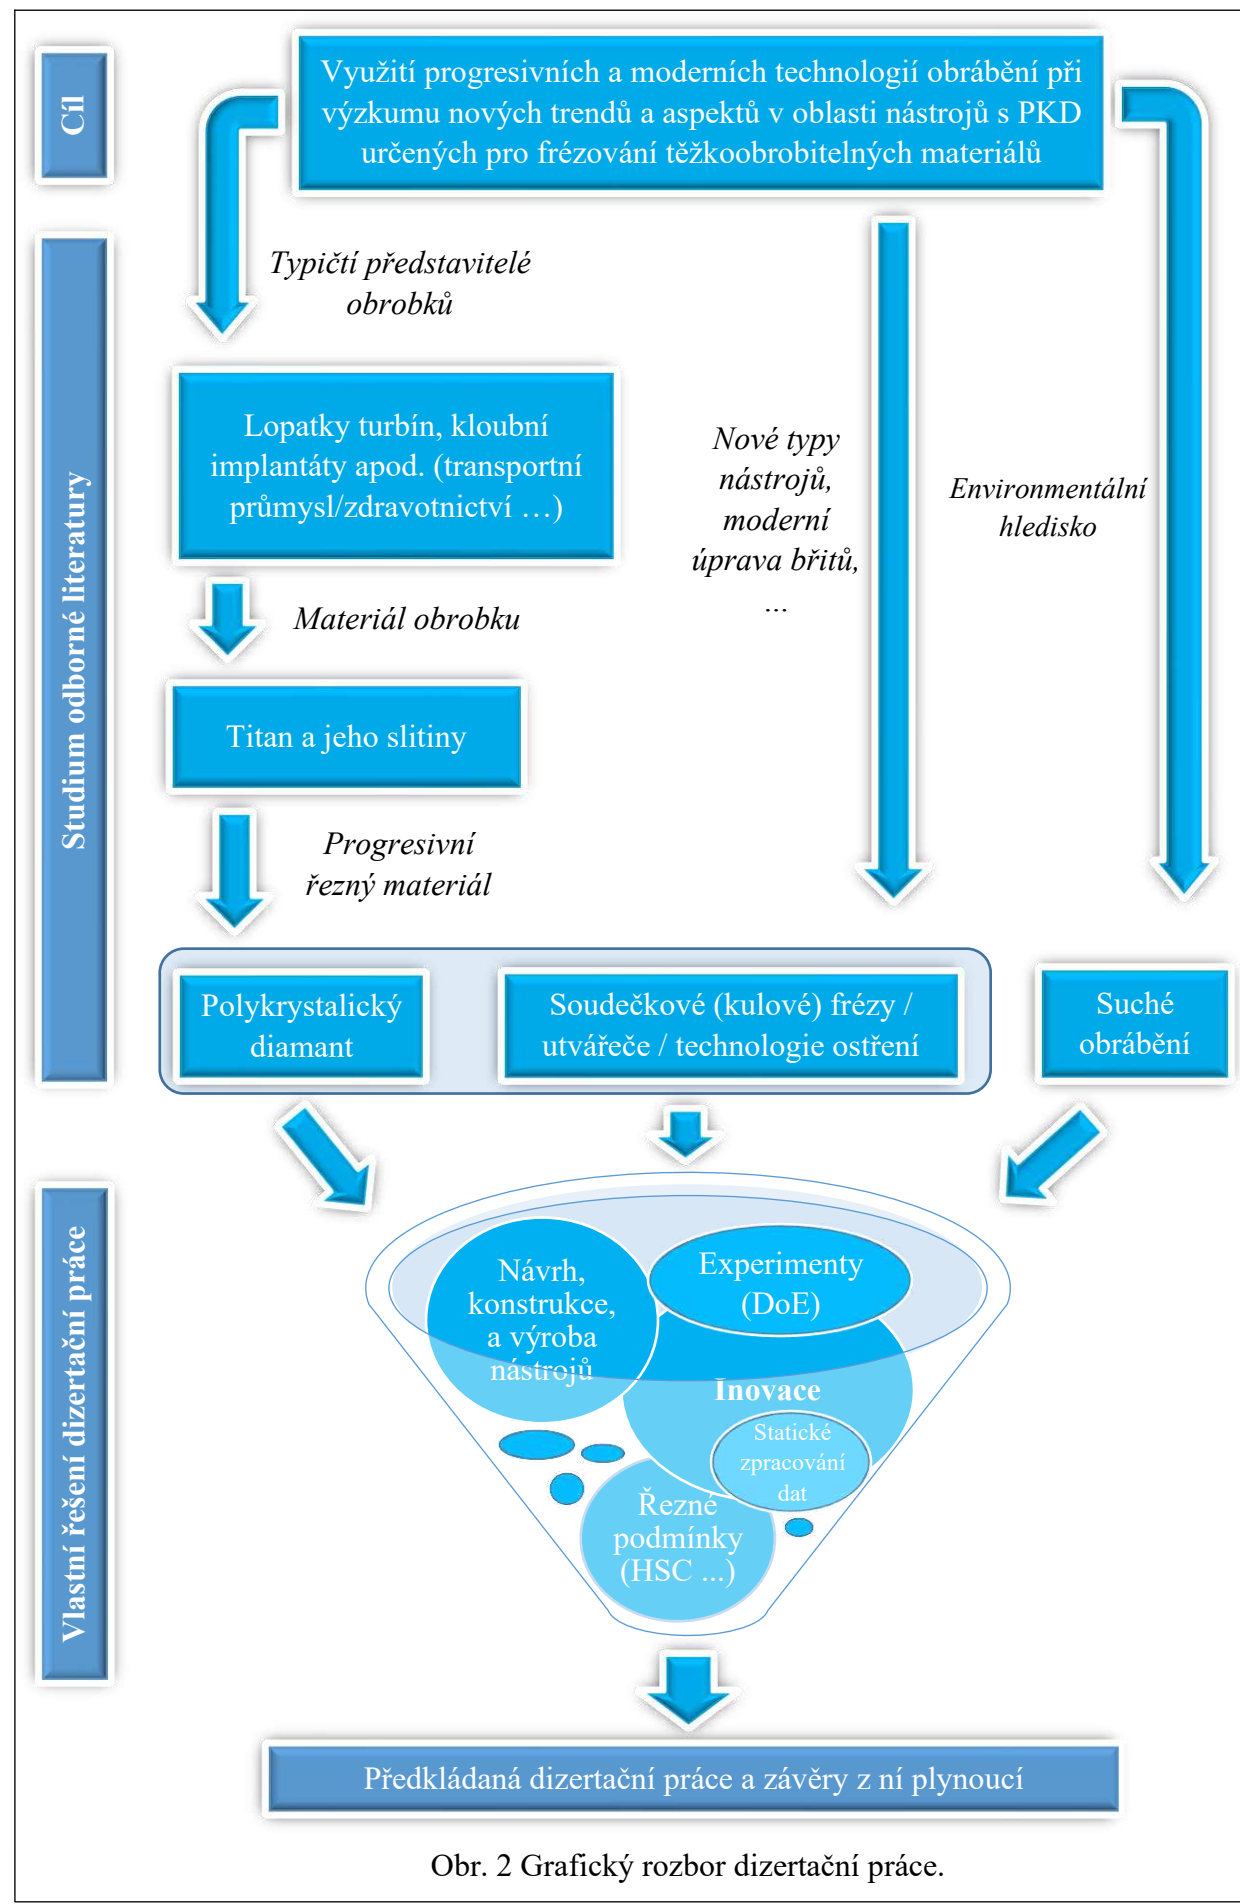 Cíl
Využití progresivních a moderních technologií obrábění při
výzkumu nových trendů a aspektů v oblasti nástrojů s PKD
určených pro frézování těžkoobrobitelných materiálů
Studium odborné literatury
Typičtí představitelé
obrobků
Lopatky turbín, kloubní
implantáty apod. (transportní
průmysl/zdravotnictví …)
Nové typy
nástrojů,
moderní
úprava břitů,
...
Environmentální
hledisko
Materiál obrobku
Titan a jeho slitiny
Progresivní
řezný materiál
Polykrystalický
diamant
Soudečkové (kulové) frézy /
utvářeče / technologie ostření
Suché
obrábění
Vlastní řešení dizertační práce
Návrh,
konstrukce,
a výroba
nástrojů
Experimenty
(DoE)
Inovace
Statické
zpracování
dat
Řezné
podmínky
(HSC ...)
Předkládaná dizertační práce a závěry z ní plynoucí
Obr. 2 Grafický rozbor dizertační práce.